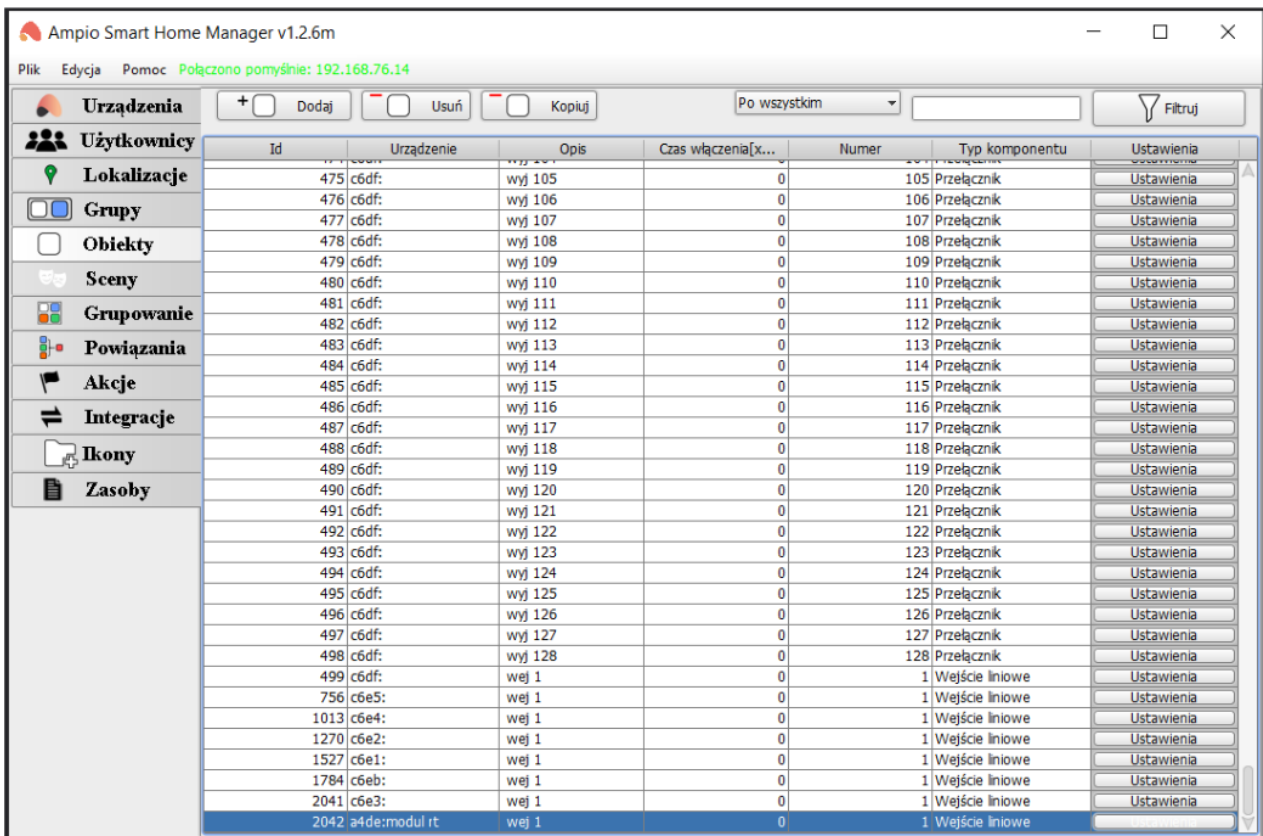 Ampio Smart Home Manager v1.2.6m
Plik Edycja Pomoc Połączono pomyślnie: 192.168.76.14
Urządzenia
Użytkownicy
Lokalizacje
Grupy
Obiekty
Sceny
Grupowanie
Powiązania
Akcje
Integracje
Ikony
Zasoby
+ Dodaj - Usuń - Kopiuj Po wszystkim Filtruj
Id Urządzenie Opis Czas włączenia[x... Numer Typ komponentu Ustawienia
475 c6df: wyj 105 0 105 Przełącznik Ustawienia
476 c6df: wyj 106 0 106 Przełącznik Ustawienia
477 c6df: wyj 107 0 107 Przełącznik Ustawienia
478 c6df: wyj 108 0 108 Przełącznik Ustawienia
479 c6df: wyj 109 0 109 Przełącznik Ustawienia
480 c6df: wyj 110 0 110 Przełącznik Ustawienia
481 c6df: wyj 111 0 111 Przełącznik Ustawienia
482 c6df: wyj 112 0 112 Przełącznik Ustawienia
483 c6df: wyj 113 0 113 Przełącznik Ustawienia
484 c6df: wyj 114 0 114 Przełącznik Ustawienia
485 c6df: wyj 115 0 115 Przełącznik Ustawienia
486 c6df: wyj 116 0 116 Przełącznik Ustawienia
487 c6df: wyj 117 0 117 Przełącznik Ustawienia
488 c6df: wyj 118 0 118 Przełącznik Ustawienia
489 c6df: wyj 119 0 119 Przełącznik Ustawienia
490 c6df: wyj 120 0 120 Przełącznik Ustawienia
491 c6df: wyj 121 0 121 Przełącznik Ustawienia
492 c6df: wyj 122 0 122 Przełącznik Ustawienia
493 c6df: wyj 123 0 123 Przełącznik Ustawienia
494 c6df: wyj 124 0 124 Przełącznik Ustawienia
495 c6df: wyj 125 0 125 Przełącznik Ustawienia
496 c6df: wyj 126 0 126 Przełącznik Ustawienia
497 c6df: wyj 127 0 127 Przełącznik Ustawienia
498 c6df: wyj 128 0 128 Przełącznik Ustawienia
499 c6df: wej 1 0 1 Wejście liniowe Ustawienia
756 c6e5: wej 1 0 1 Wejście liniowe Ustawienia
1013 c6e4: wej 1 0 1 Wejście liniowe Ustawienia
1270 c6e2: wej 1 0 1 Wejście liniowe Ustawienia
1527 c6e1: wej 1 0 1 Wejście liniowe Ustawienia
1784 c6eb: wej 1 0 1 Wejście liniowe Ustawienia
2041 c6e3: wej 1 0 1 Wejście liniowe Ustawienia
2042 a4de:modul rt wej 1 0 1 Wejście liniowe